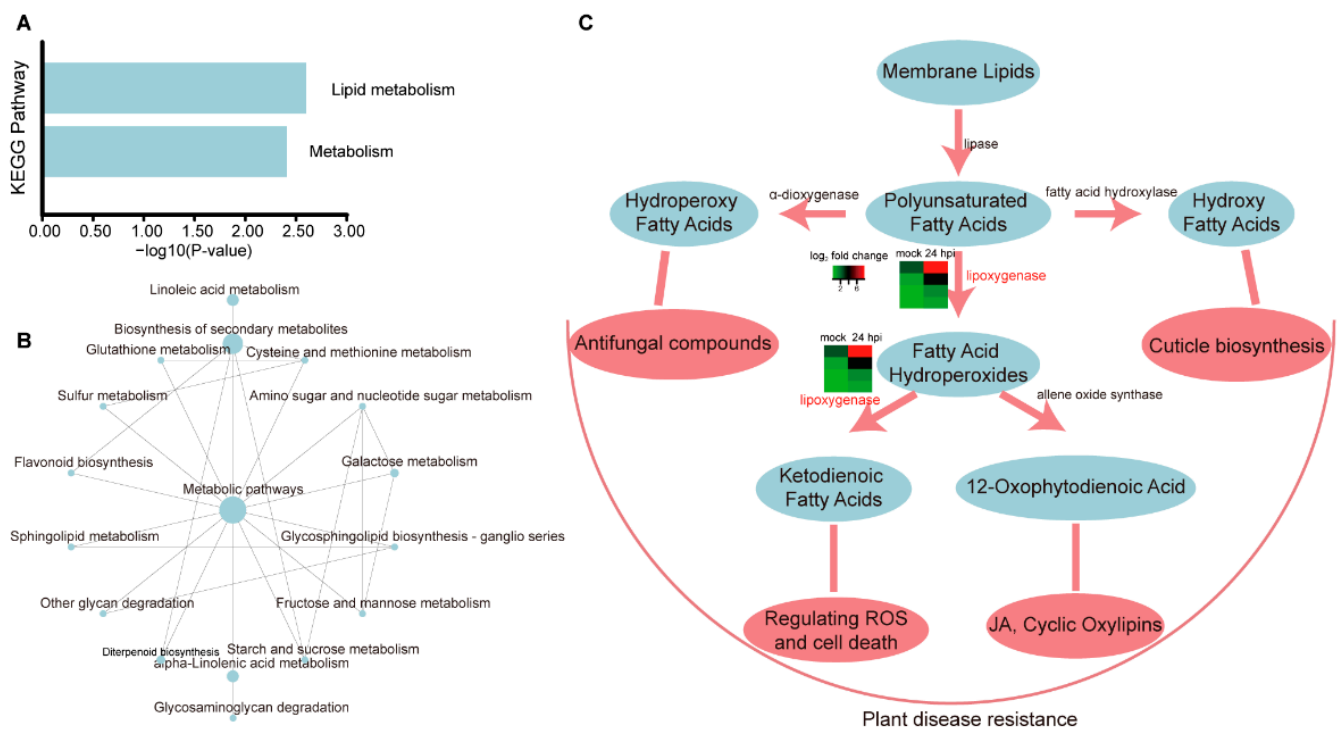 A
KEGG Pathway
Lipid metabolism
Metabolism
0.00 0.50 1.00 1.50 2.00 2.50 3.00
−log10(P-value)
B
Linoleic acid metabolism
Biosynthesis of secondary metabolites
Glutathione metabolism
Cysteine and methionine metabolism
Sulfur metabolism
Amino sugar and nucleotide sugar metabolism
Flavonoid biosynthesis
Galactose metabolism
Metabolic pathways
Sphingolipid metabolism
Glycosphingolipid biosynthesis - ganglio series
Other glycan degradation
Fructose and mannose metabolism
Diterpenoid biosynthesis
Starch and sucrose metabolism
alpha-Linolenic acid metabolism
Glycosaminoglycan degradation
C
Membrane Lipids
lipase
Hydroperoxy
Fatty Acids
α-dioxygenase
Polyunsaturated
Fatty Acids
fatty acid hydroxylase
Hydroxy
Fatty Acids
log₂ fold change
2 6
mock 24 hpi
lipoxygenase
Antifungal compounds
Cuticle biosynthesis
mock 24 hpi
lipoxygenase
Fatty Acid
Hydroperoxides
allene oxide synthase
Ketodienoic
Fatty Acids
12-Oxophytodienoic Acid
Regulating ROS
and cell death
JA, Cyclic Oxylipins
Plant disease resistance